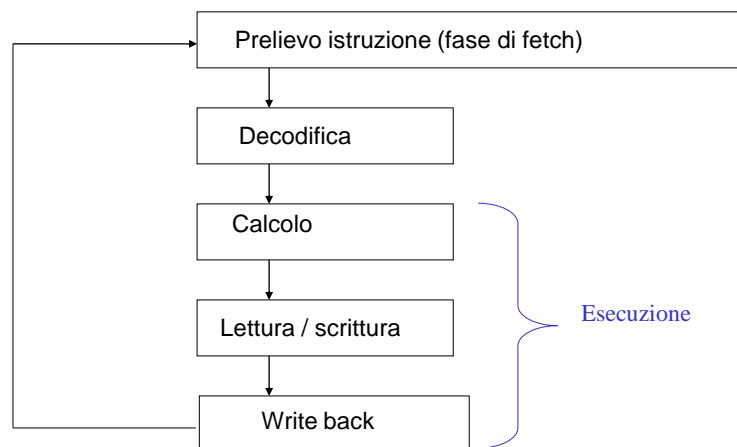 Prelievo istruzione (fase di fetch)
Decodifica
Calcolo
Lettura / scrittura
Esecuzione
Write back